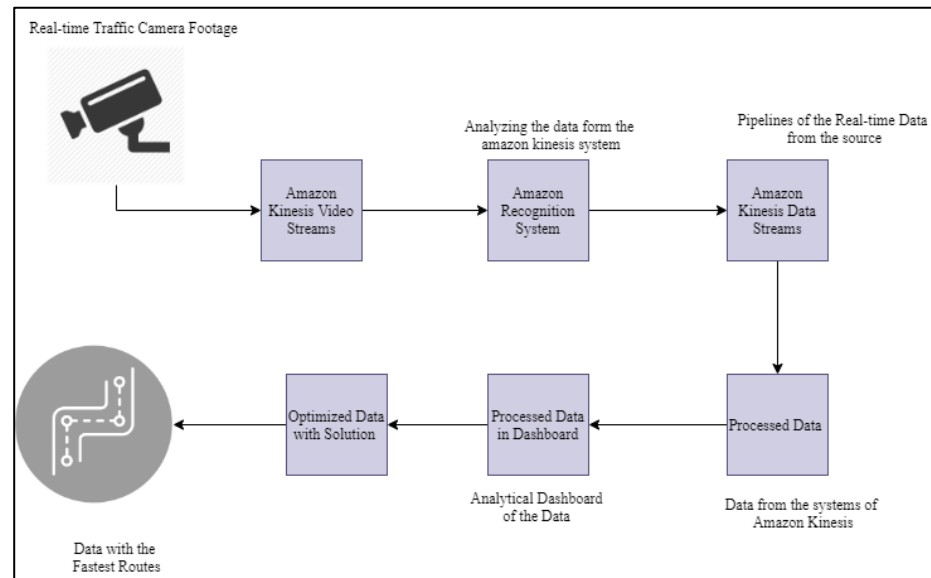 Real-time Traffic Camera Footage
Analyzing the data form the
amazon kinesis system
Pipelines of the Real-time Data
from the source
Amazon
Kinesis Video
Streams
Amazon
Recognition
System
Amazon
Kinesis Data
Streams
Optimized Data
with Solution
Processed Data
in Dashboard
Processed Data
Analytical Dashboard
of the Data
Data from the systems of
Amazon Kinesis
Data with the
Fastest Routes